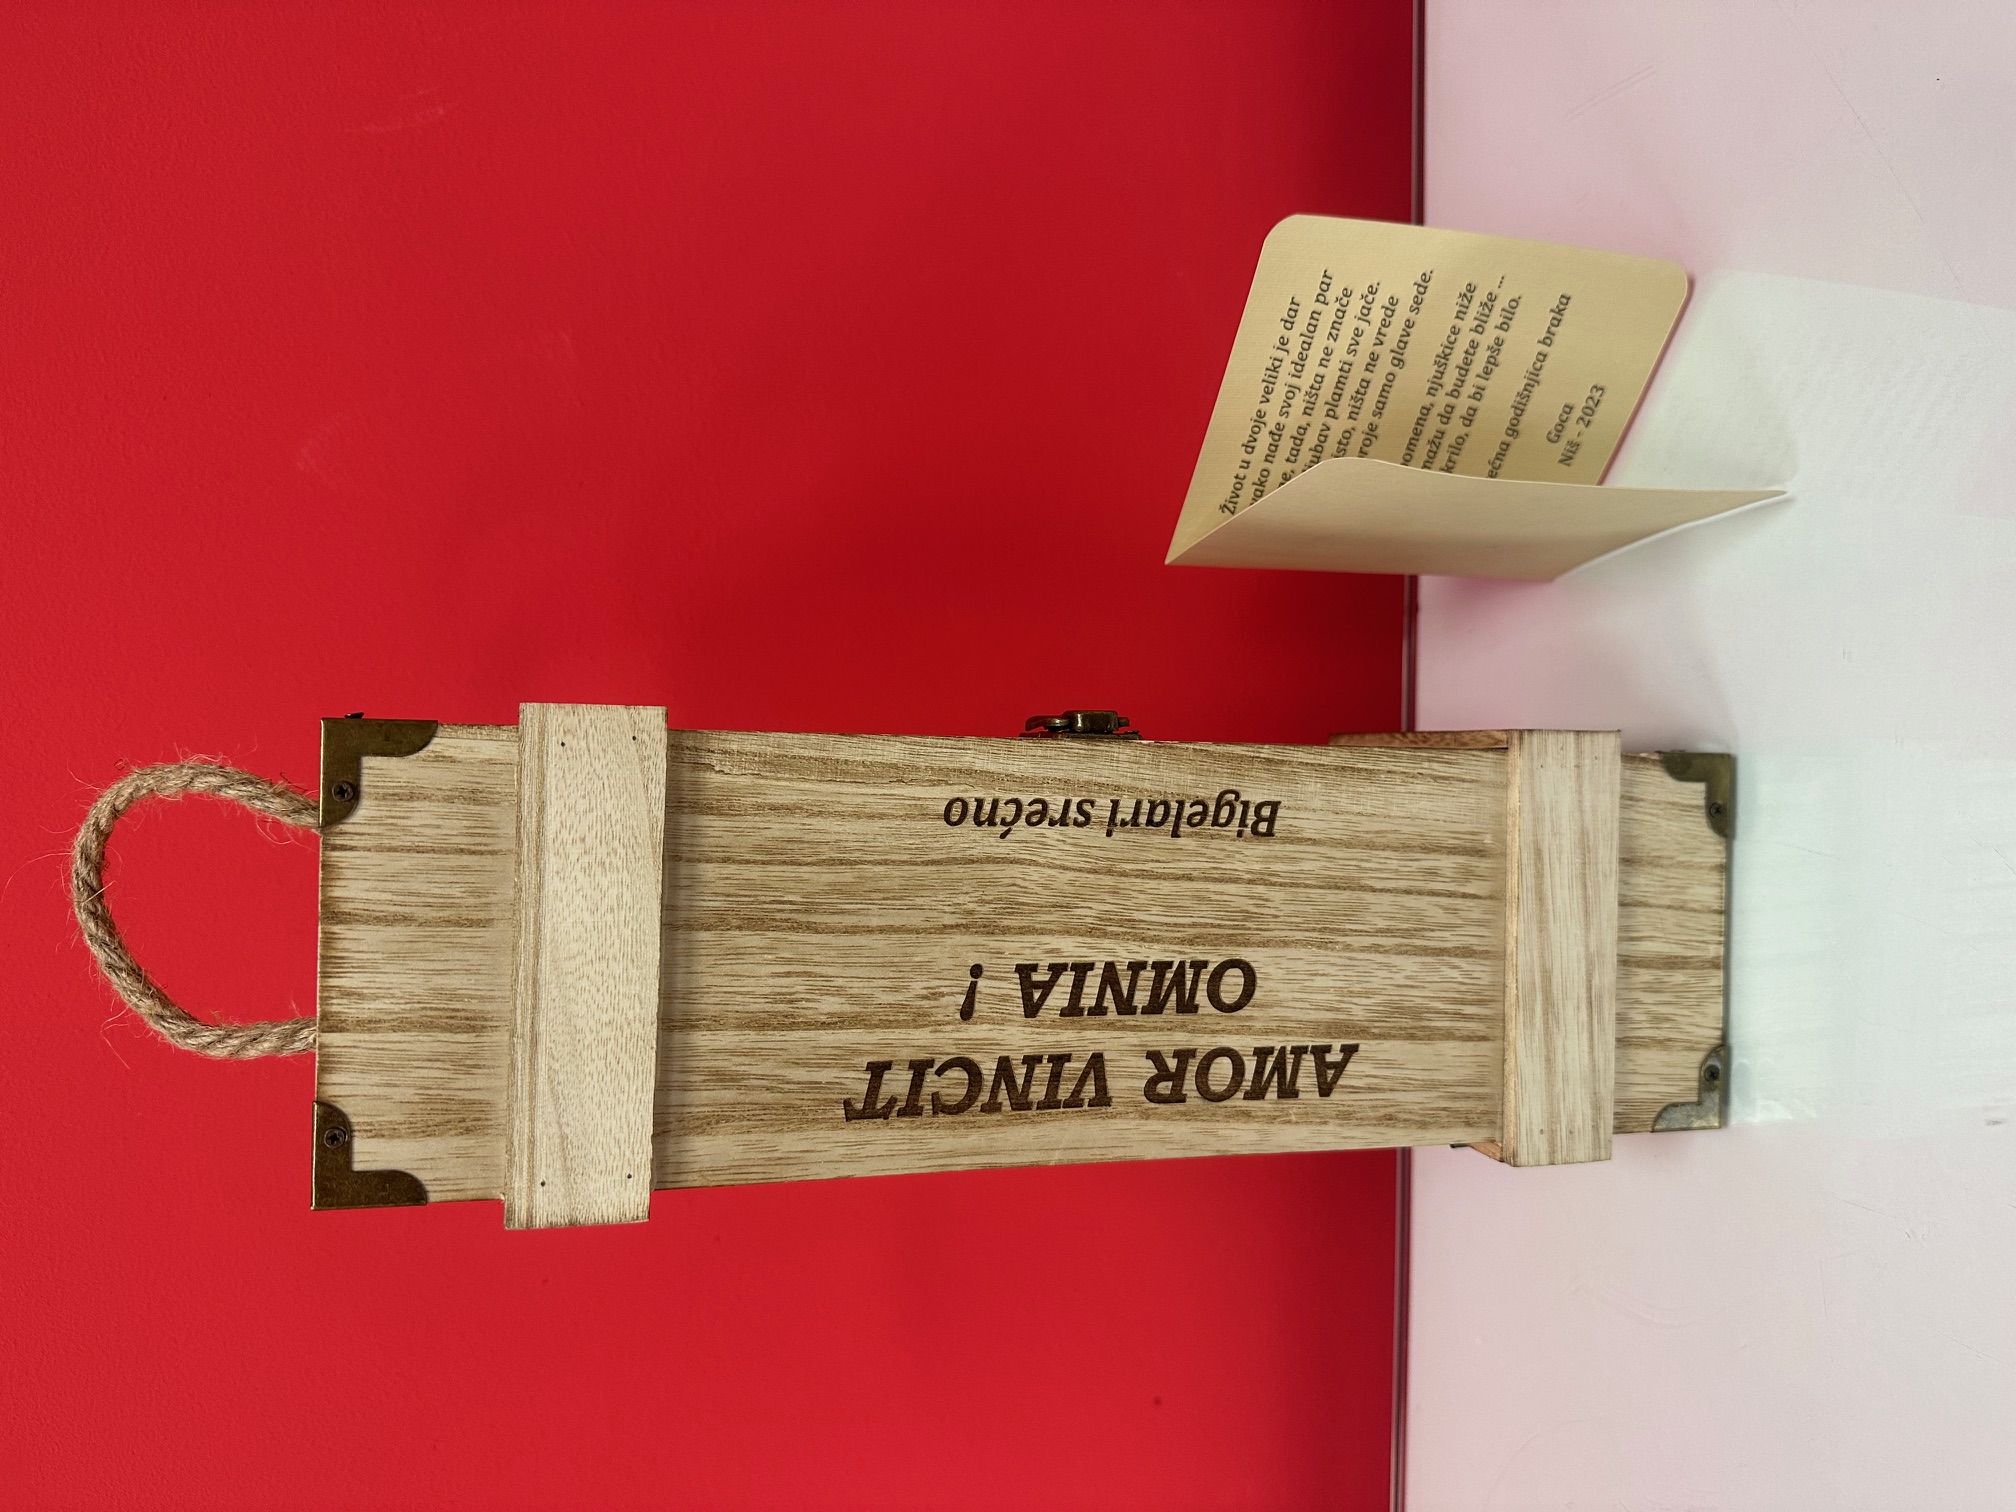 AMOR VINCIT
OMNIA !
Bigelari srećno
Život u dvoje veliki je dar
nađe svoj idealan par
tada, ništa ne znače
plamti sve jače.
ništa ne vrede
samo glave sede.
njuškice niže
da budete bliže ...
da bi lepše bilo.
godišnjica braka
Goca
Niš - 2023